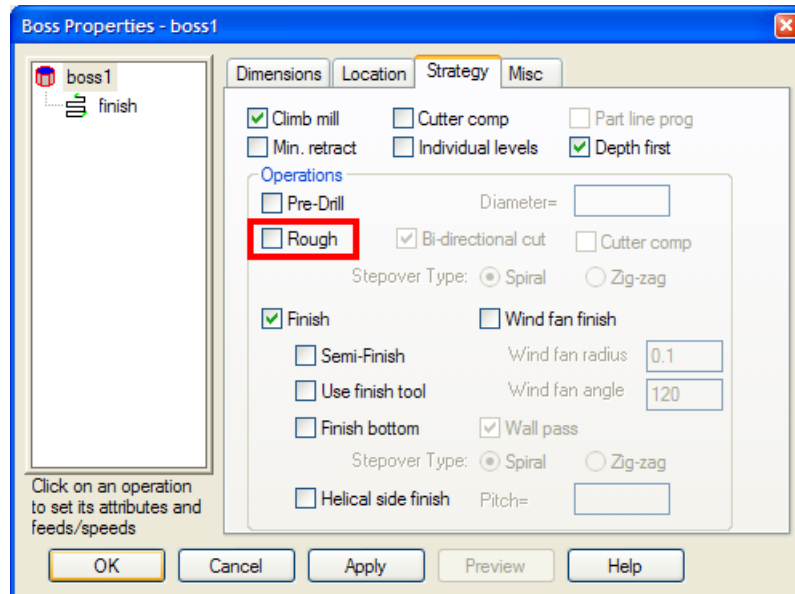 Boss Properties - boss1
boss1
finish
Dimensions Location Strategy Misc
Climb mill Cutter comp Part line prog
Min. retract Individual levels Depth first
Operations
Pre-Drill Diameter=
Rough Bi-directional cut Cutter comp
Stepover Type: Spiral Zig-zag
Finish Wind fan finish
Semi-Finish Wind fan radius 0.1
Use finish tool Wind fan angle 120
Finish bottom Wall pass
Stepover Type: Spiral Zig-zag
Helical side finish Pitch=
Click on an operation
to set its attributes and
feeds/speeds
OK Cancel Apply Preview Help